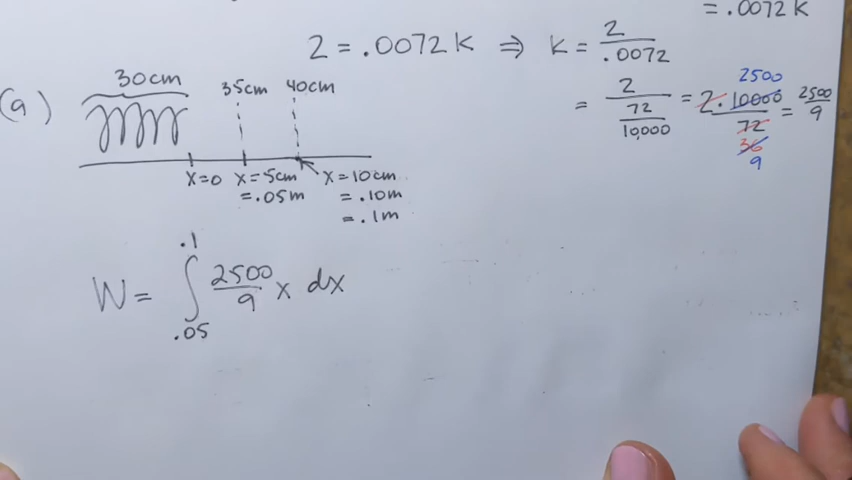 = .0072 K
2 = .0072 K ⇒ K = 2/.0072
= 2/(72/10,000) = 2 · 10000/72 = 2500/9
2500
36
9
(a)
30cm
35cm 40cm
x=0 x=5cm x=10cm
=.05m = .10m
= .1m
W = ∫_{.05}^{.1} 2500/9 x dx